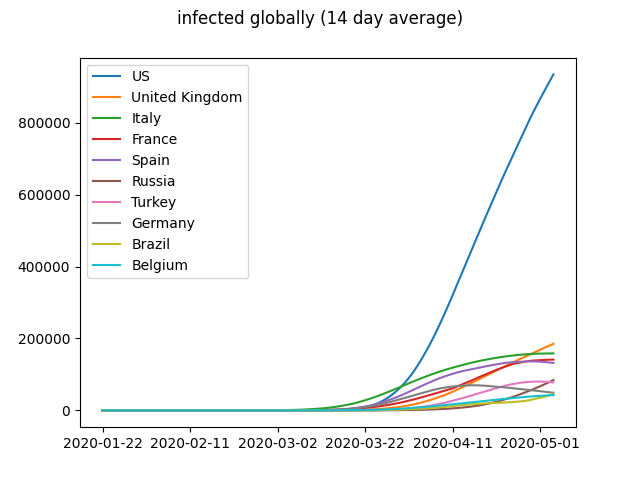 infected globally (14 day average)
US
United Kingdom
Italy
France
Spain
Russia
Turkey
Germany
Brazil
Belgium
800000
600000
400000
200000
0
2020-01-22 2020-02-11 2020-03-02 2020-03-22 2020-04-11 2020-05-01